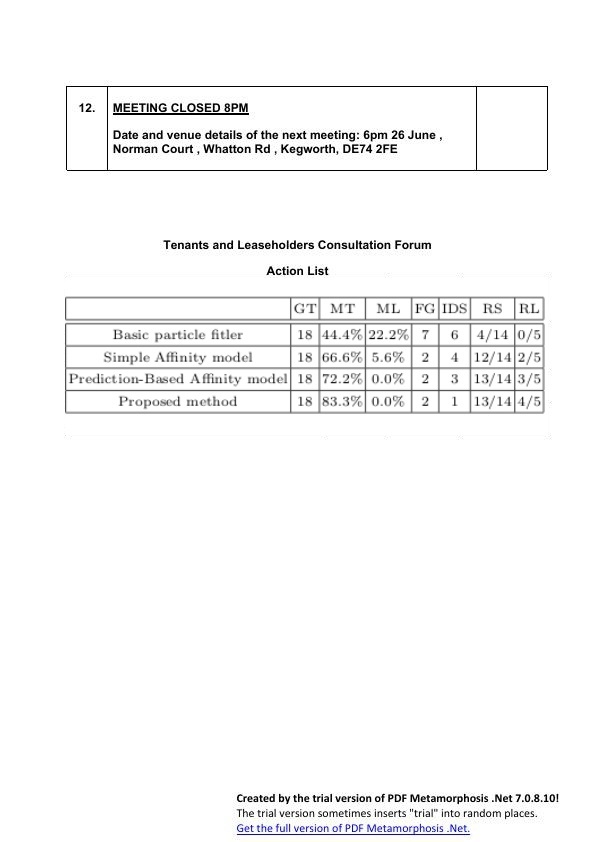 12. MEETING CLOSED 8PM
Date and venue details of the next meeting: 6pm 26 June ,
Norman Court , Whatton Rd , Kegworth, DE74 2FE
Tenants and Leaseholders Consultation Forum
Action List
GT MT ML FG IDS RS RL
Basic particle fitler 18 44.4% 22.2% 7 6 4/14 0/5
Simple Affinity model 18 66.6% 5.6% 2 4 12/14 2/5
Prediction-Based Affinity model 18 72.2% 0.0% 2 3 13/14 3/5
Proposed method 18 83.3% 0.0% 2 1 13/14 4/5
Created by the trial version of PDF Metamorphosis .Net 7.0.8.10!
The trial version sometimes inserts "trial" into random places.
Get the full version of PDF Metamorphosis .Net.